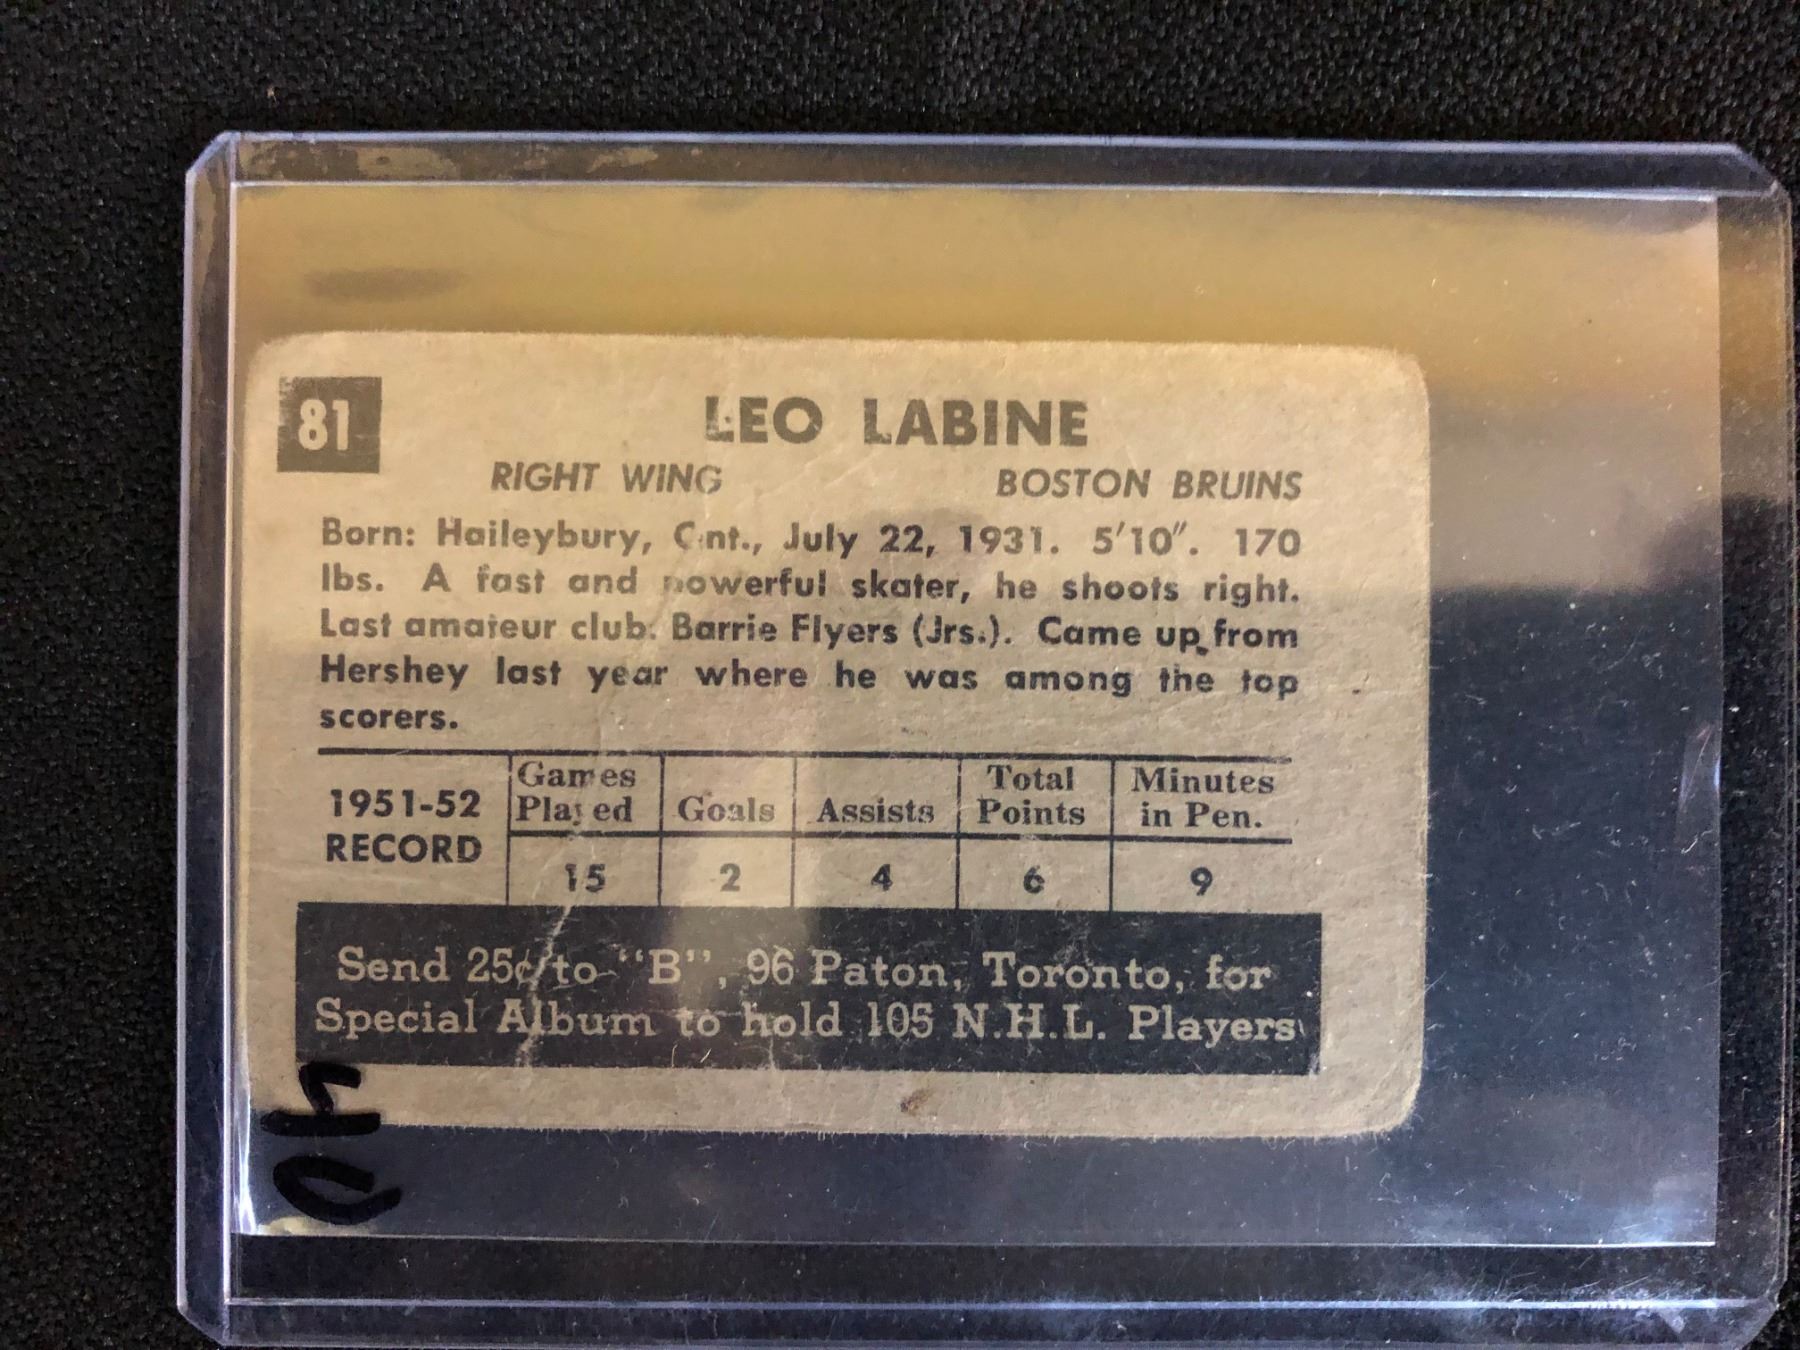 81
LEO LABINE
RIGHT WING BOSTON BRUINS
Born: Haileybury, Ont., July 22, 1931. 5'10". 170
lbs. A fast and powerful skater, he shoots right.
Last amateur club: Barrie Flyers (Jrs.). Came up from
Hershey last year where he was among the top
scorers.
1951-52 RECORD
Games Played Goals Assists Total Points Minutes in Pen.
15 2 4 6 9
Send 25¢ to "B", 96 Paton, Toronto, for
Special Album to hold 105 N.H.L. Players